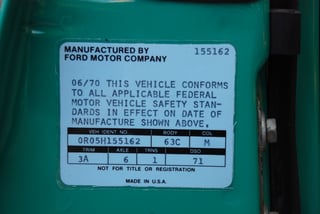 MANUFACTURED BY 155162
FORD MOTOR COMPANY
06/70 THIS VEHICLE CONFORMS
TO ALL APPLICABLE FEDERAL
MOTOR VEHICLE SAFETY STAN-
DARDS IN EFFECT ON DATE OF
MANUFACTURE SHOWN ABOVE.
VEH IDENT NO. BODY COL
0R05H155162 63C M
TRIM AXLE TRNS DSO
3A 6 1 71
NOT FOR TITLE OR REGISTRATION
MADE IN U.S.A.